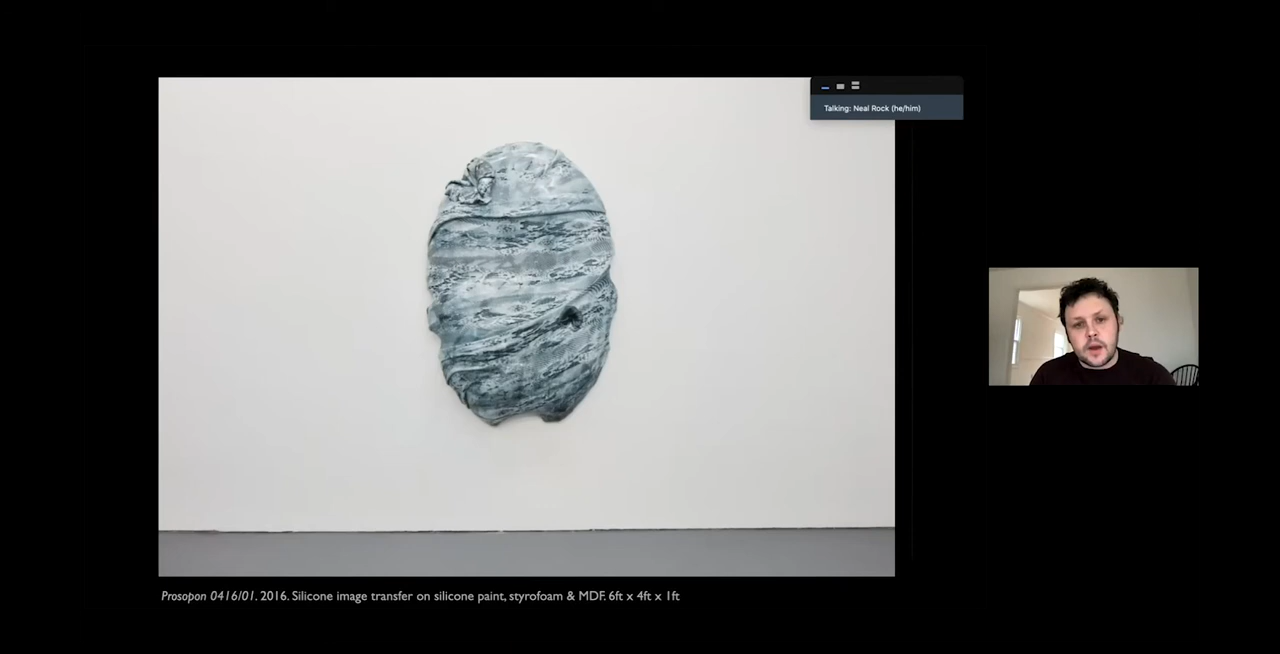 Talking: Neal Rock (he/him)
Prosopon 0416/01. 2016. Silicone image transfer on silicone paint, styrofoam & MDF. 6ft x 4ft x 1ft